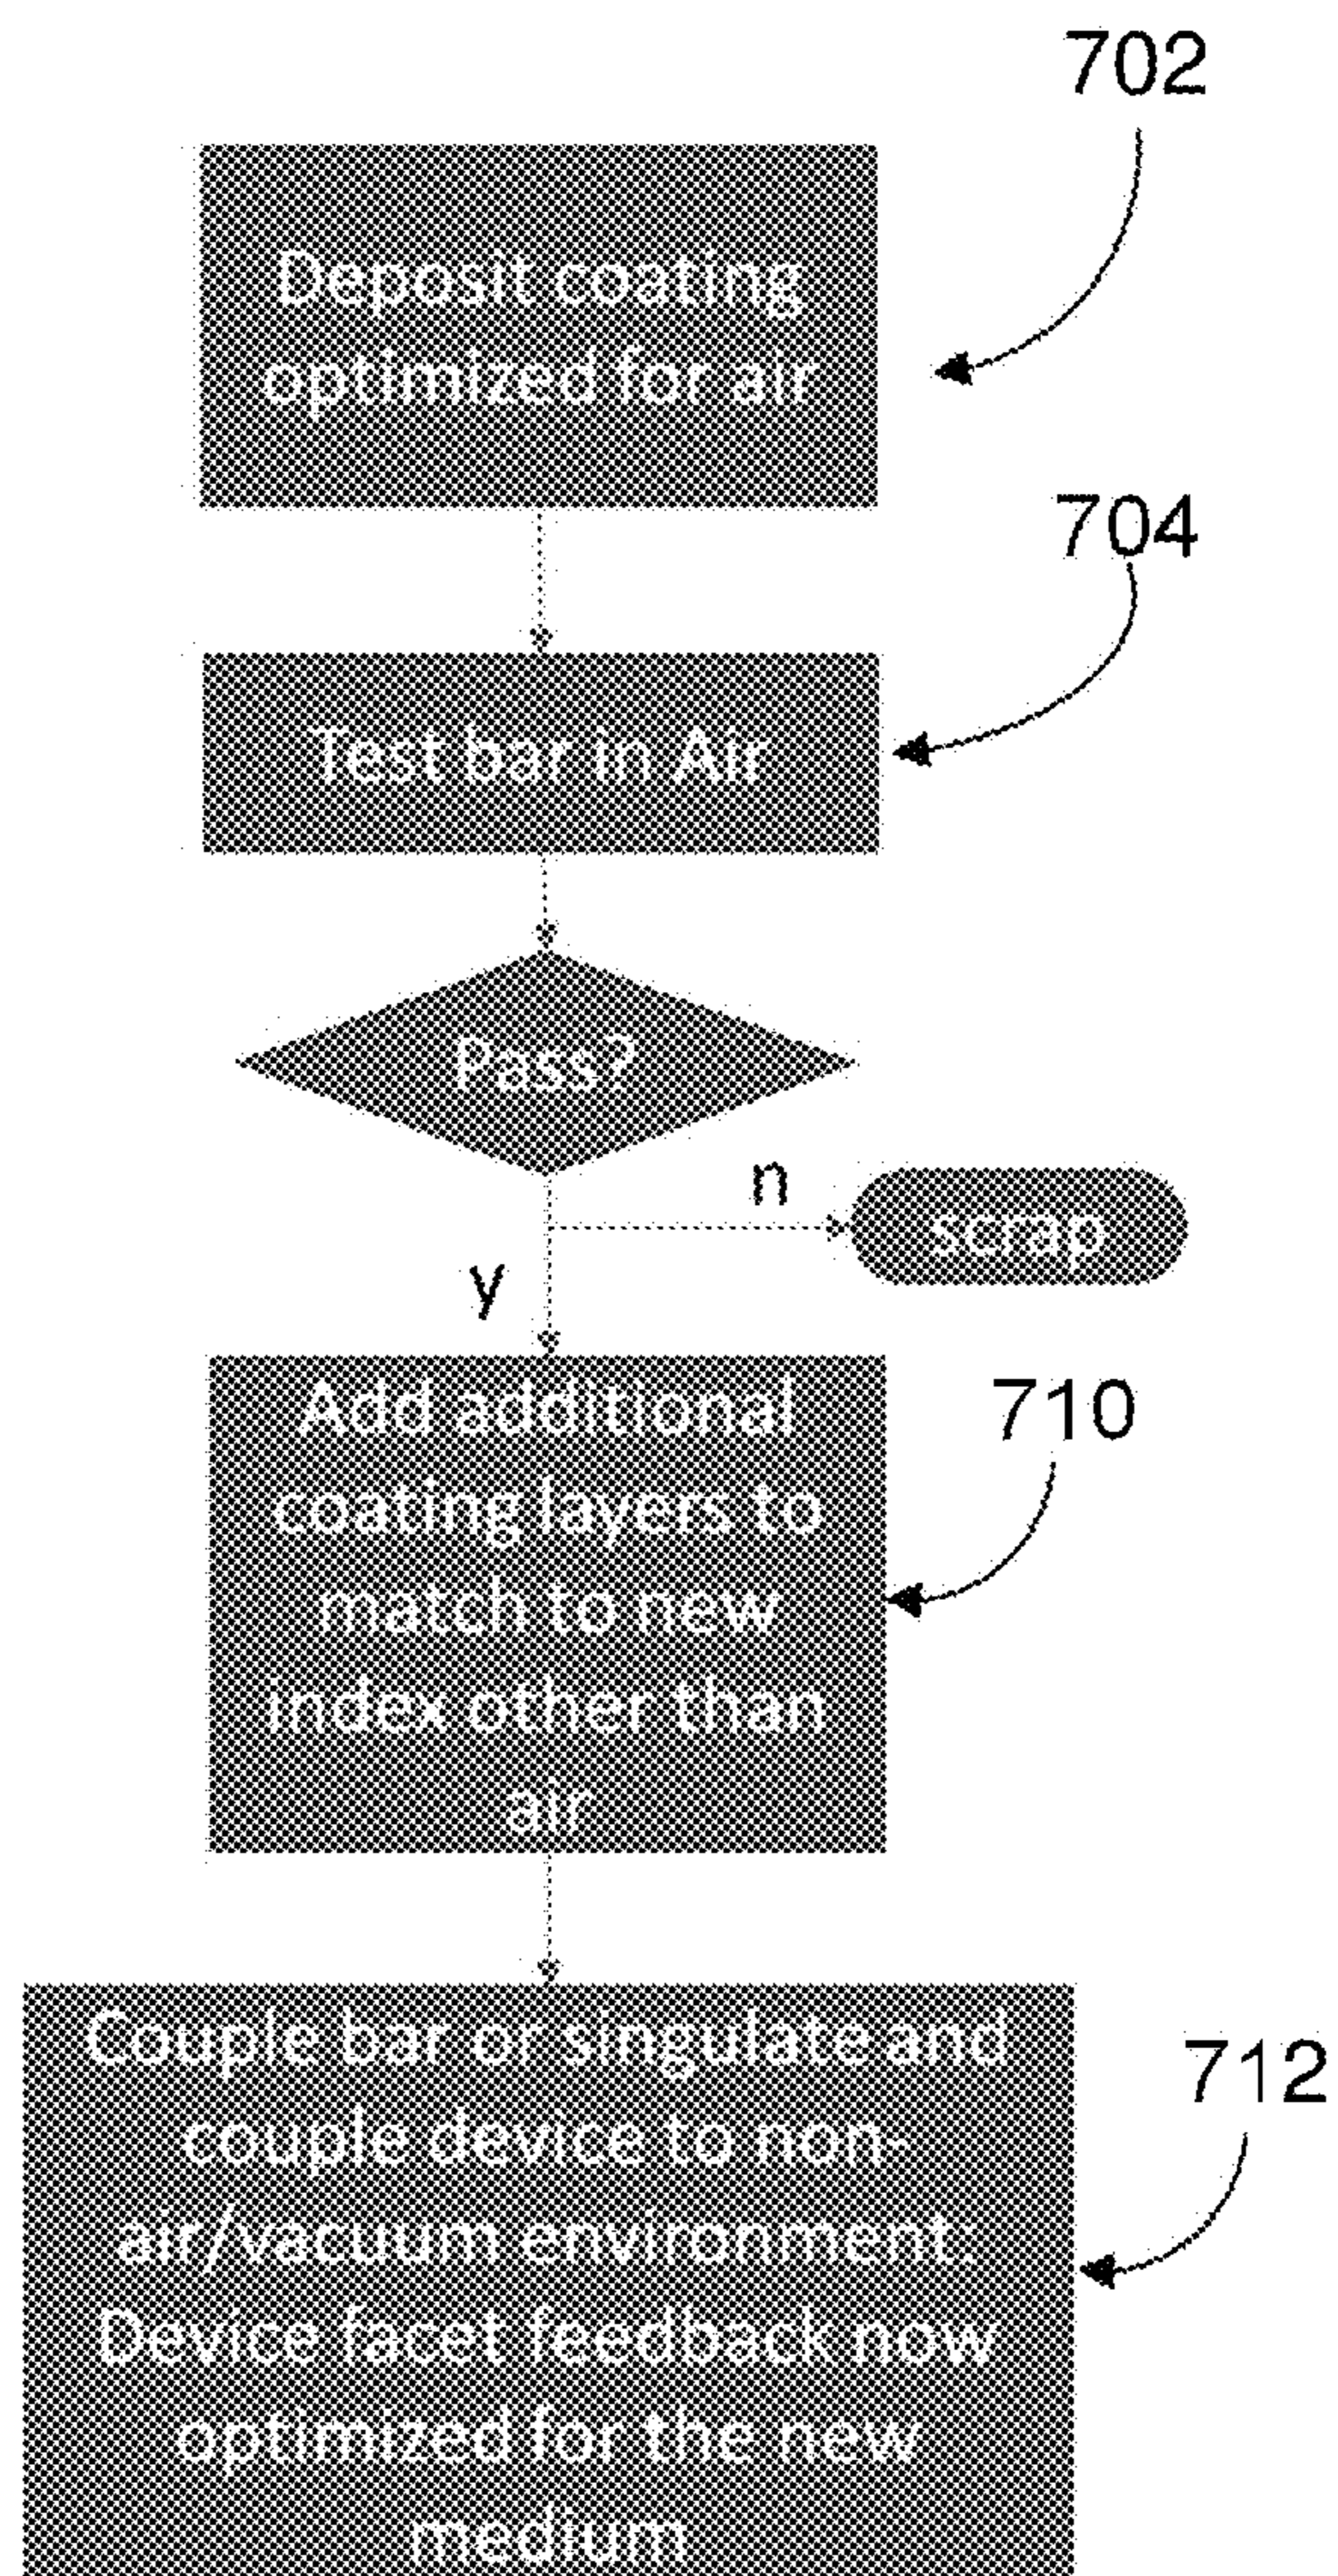 702
Deposit coating
optimized for air
704
Test bar in Air
Pass?
n
scrap
y
Add additional
coating layers to
match to new
index other than
air
710
Couple bar or singulate and
couple device to non-
air/vacuum environment:
Device facet feedback now
optimized for the new
medium
712